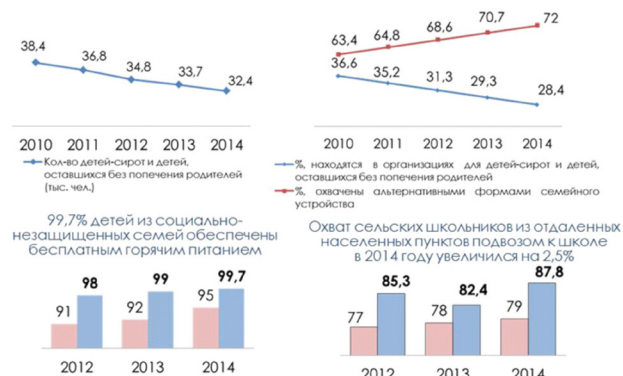 38,4
36,8
34,8
33,7
32,4
2010 2011 2012 2013 2014
Кол-во детей-сирот и детей,
оставшихся без попечения родителей
(тыс. чел.)
63,4
64,8
68,6
70,7
72
36,6
35,2
31,3
29,3
28,4
2010 2011 2012 2013 2014
%, находятся в организациях для детей-сирот и детей,
оставшихся без попечения родителей
%, охвачены альтернативными формами семейного
устройства
99,7% детей из социально-
незащищенных семей обеспечены
бесплатным горячим питанием
91 98
92 99
95 99,7
2012 2013 2014
Охват сельских школьников из отдаленных
населенных пунктов подвозом к школе
в 2014 году увеличился на 2,5%
77 85,3
78 82,4
79 87,8
2012 2013 2014